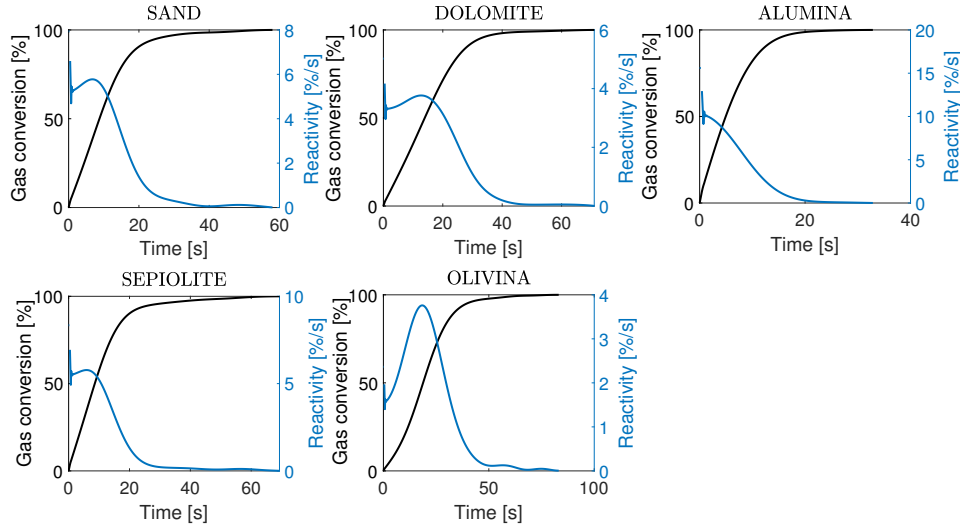 SAND
Gas conversion [%]
100
50
0
0 20 40 60
Time [s]
8
6
4
2
0
Reactivity [%/s]
DOLOMITE
Gas conversion [%]
100
50
0
0 20 40 60
Time [s]
6
4
2
0
Reactivity [%/s]
ALUMINA
Gas conversion [%]
100
50
0
0 10 20 30 40
Time [s]
20
15
10
5
0
Reactivity [%/s]
SEPIOLITE
Gas conversion [%]
100
50
0
0 20 40 60
Time [s]
10
5
0
Reactivity [%/s]
OLIVINA
Gas conversion [%]
100
50
0
0 50 100
Time [s]
4
3
2
1
0
Reactivity [%/s]